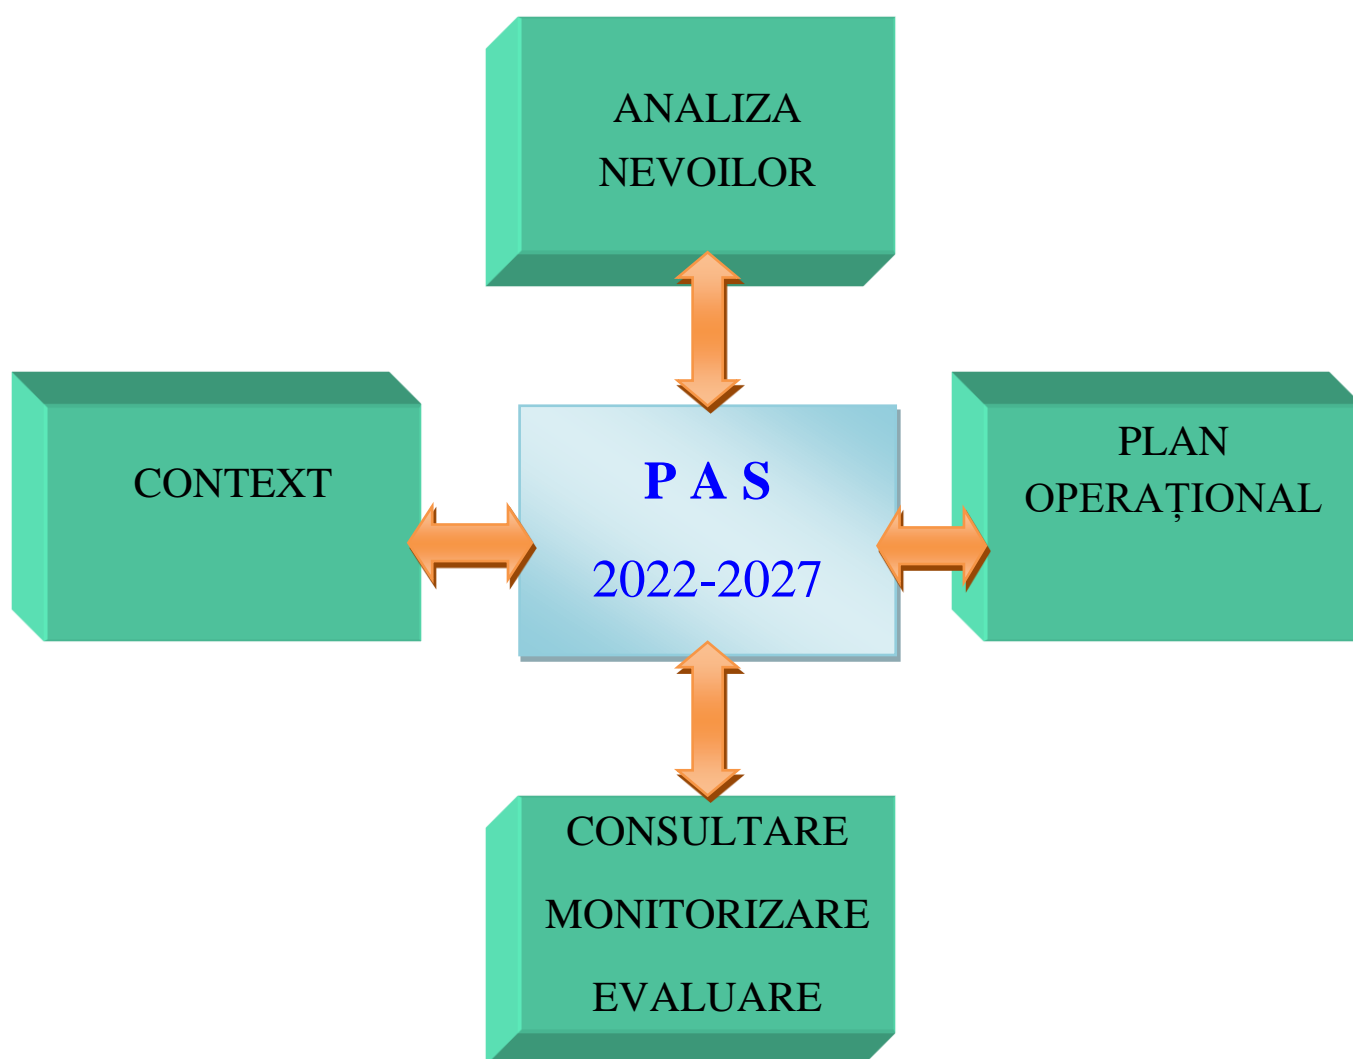 ANALIZA
NEVOILOR
CONTEXT
P A S
2022-2027
PLAN
OPERAȚIONAL
CONSULTARE
MONITORIZARE
EVALUARE